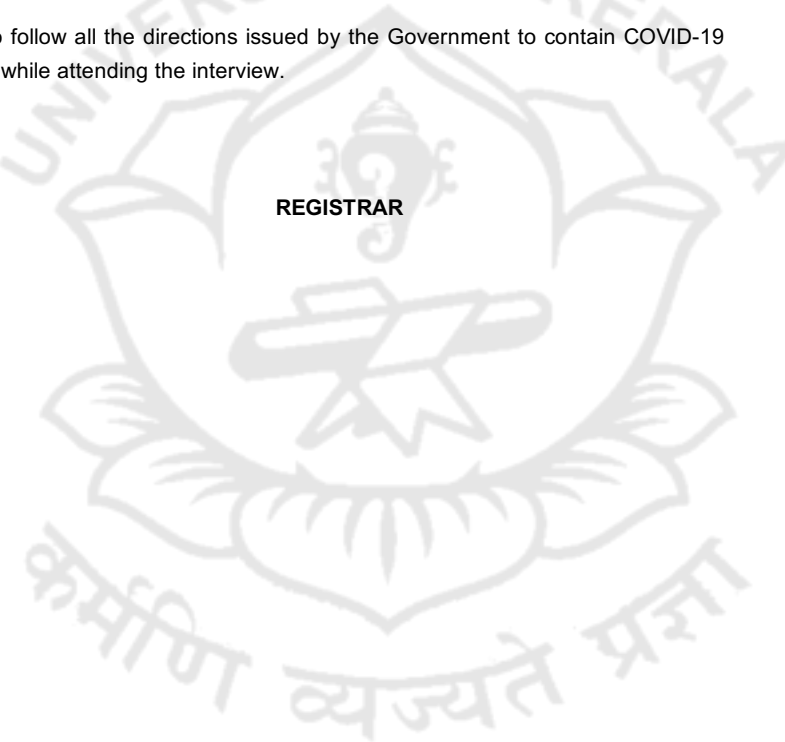 follow all the directions issued by the Government to contain COVID-19
while attending the interview.
REGISTRAR
कर्मणि व्यज्यते प्रज्ञा